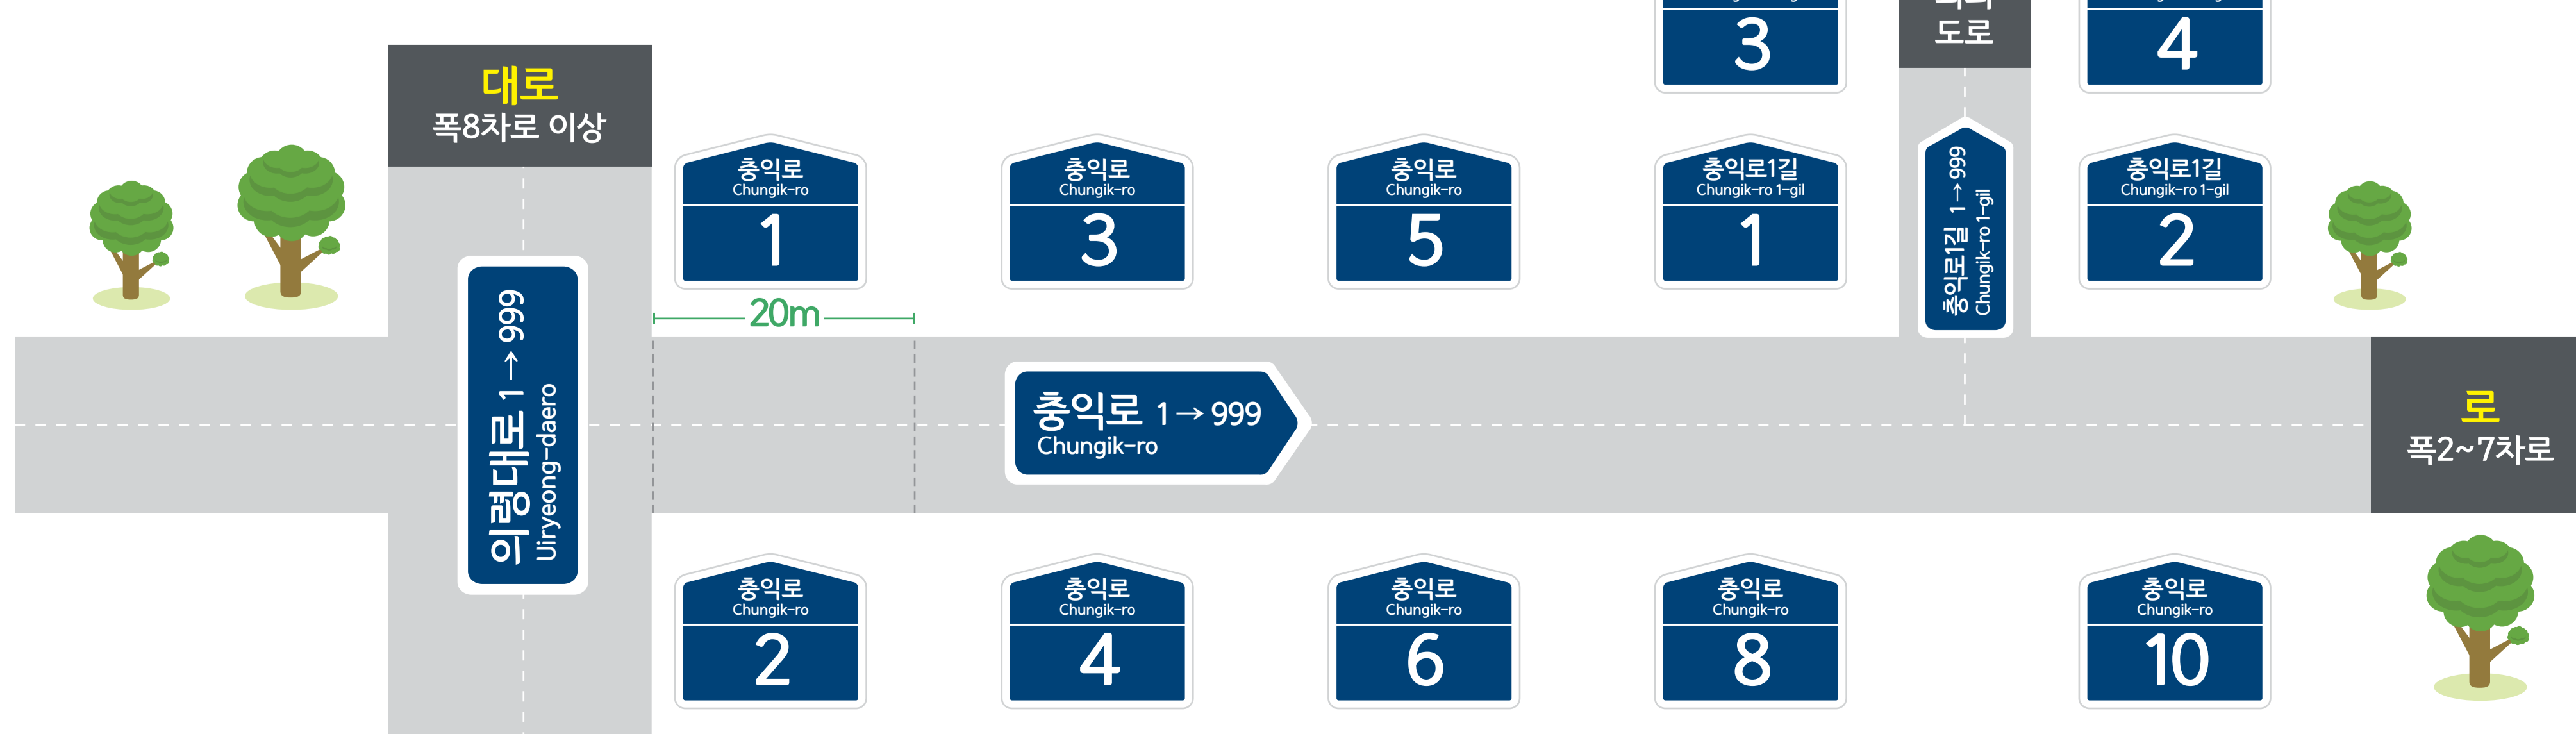 도로
3
4
대로
폭8차로 이상
충익로
Chungik-ro
1
충익로
Chungik-ro
3
충익로
Chungik-ro
5
충익로1길
Chungik-ro 1-gil
1
충익로1길 1→999
Chungik-ro 1-gil
충익로1길
Chungik-ro 1-gil
2
20m
의령대로 1→999
Uiryeong-daero
충익로 1→999
Chungik-ro
로
폭2~7차로
충익로
Chungik-ro
2
충익로
Chungik-ro
4
충익로
Chungik-ro
6
충익로
Chungik-ro
8
충익로
Chungik-ro
10